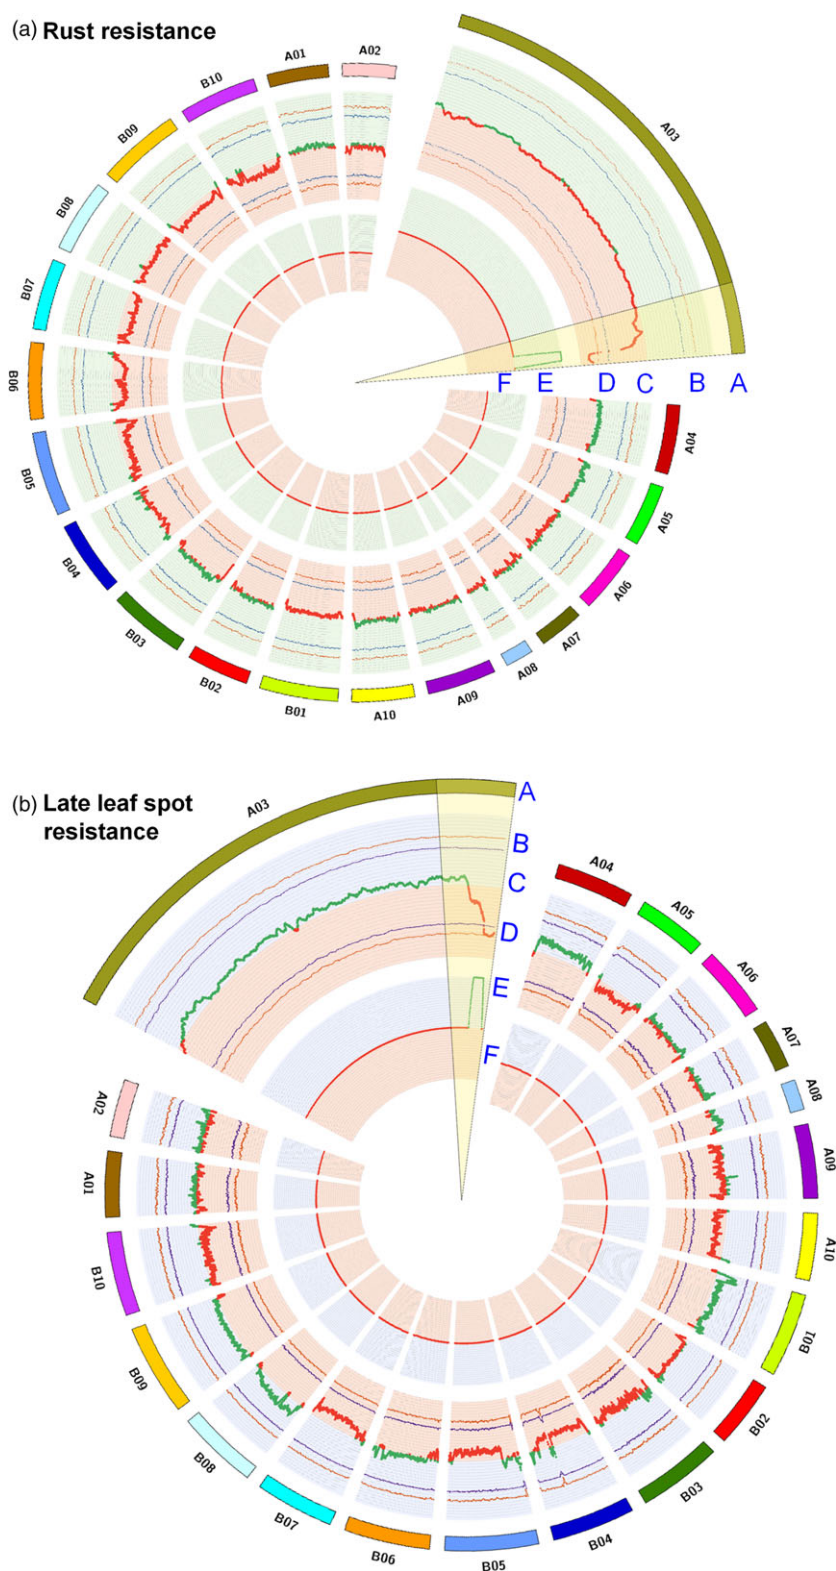 (a) Rust resistance
A01
A02
A03
B10
B09
B08
B07
B06
B05
B04
B03
B02
B01
A10
A09
A08
A07
A06
A05
A04
F E D C B A
(b) Late leaf spot
resistance
A03
A
B
C
D
E
F
A04
A05
A06
A07
A08
A09
A10
B01
B02
B03
B04
B05
B06
B07
B08
B09
B10
A01
A02